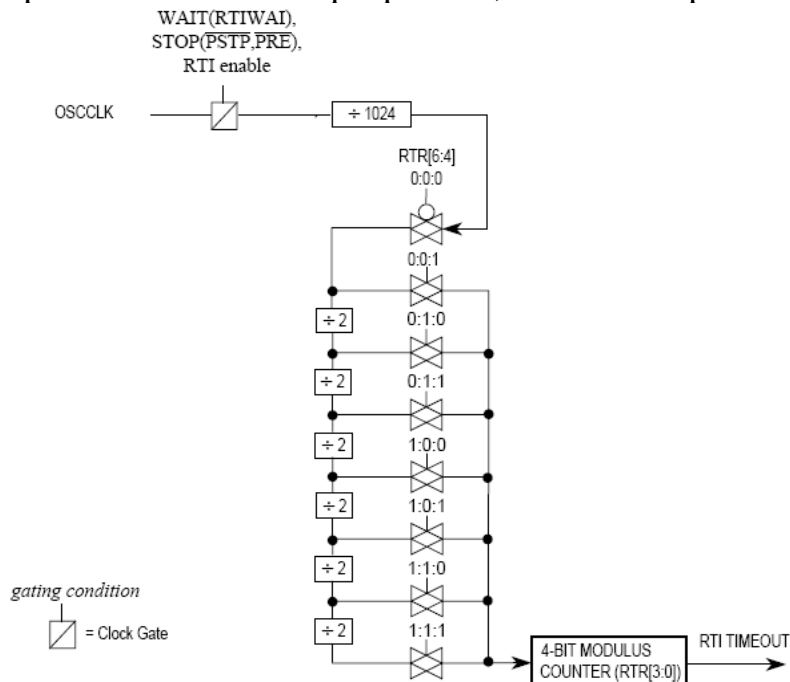 WAIT(RTIWAI),
STOP(PSTP,PRE),
RTI enable
OSCCLK
÷ 1024
RTR[6:4]
0:0:0
0:0:1
÷ 2
0:1:0
÷ 2
0:1:1
÷ 2
1:0:0
÷ 2
1:0:1
÷ 2
1:1:0
÷ 2
1:1:1
gating condition
= Clock Gate
4-BIT MODULUS
COUNTER (RTR[3:0])
RTI TIMEOUT